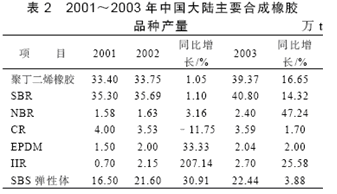 表 2 2001～2003 年中国大陆主要合成橡胶
品种产量 万 t
项 目 2001 2002 同比增长/% 2003 同比增长/%
聚丁二烯橡胶 33.40 33.75 1.05 39.37 16.65
SBR 35.30 35.69 1.10 40.80 14.32
NBR 1.58 1.63 3.16 2.40 47.24
CR 4.00 3.53 -11.75 3.59 1.70
EPDM 1.50 2.00 33.33 2.04 2.00
IIR 0.70 2.15 207.14 2.70 25.58
SBS 弹性体 16.50 21.60 30.91 22.44 3.88